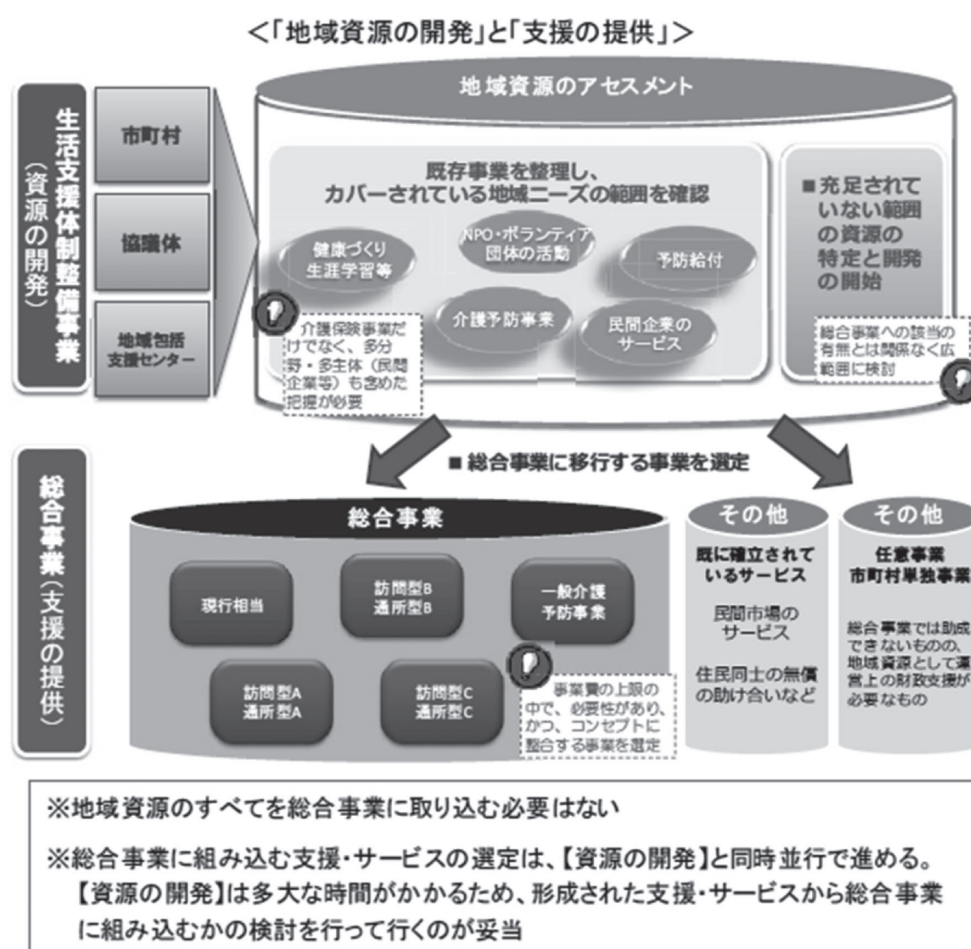 ＜「地域資源の開発」と「支援の提供」＞
生活支援体制整備事業
（資源の開発）
市町村
協議体
地域包括
支援センター
地域資源のアセスメント
既存事業を整理し、
カバーされている地域ニーズの範囲を確認
健康づくり
生涯学習等
NPO・ボランティア
団体の活動
予防給付
介護予防事業
民間企業の
サービス
介護保険事業だ
けでなく、多分
野・多主体（民間
企業等）も含めた
把握が必要
■充足されて
いない範囲
の資源の
特定と開発
の開始
総合事業への該当の
有無とは関係なく広
範囲に検討
■ 総合事業に移行する事業を選定
総合事業（支援の提供）
総合事業
現行相当
訪問型B
通所型B
一般介護
予防事業
訪問型A
通所型A
訪問型C
通所型C
事業費の上限の
中で、必要性があり、
かつ、コンセプトに
整合する事業を選定
その他
既に確立されて
いるサービス
民間市場の
サービス
住民同士の無償
の助け合いなど
その他
任意事業
市町村単独事業
総合事業では助成
できないものの、
地域資源として運
営上の財政支援が
必要なもの
※地域資源のすべてを総合事業に取り込む必要はない
※総合事業に組み込む支援・サービスの選定は、【資源の開発】と同時並行で進める。
【資源の開発】は多大な時間がかかるため、形成された支援・サービスから総合事業
に組み込むかの検討を行って行くのが妥当